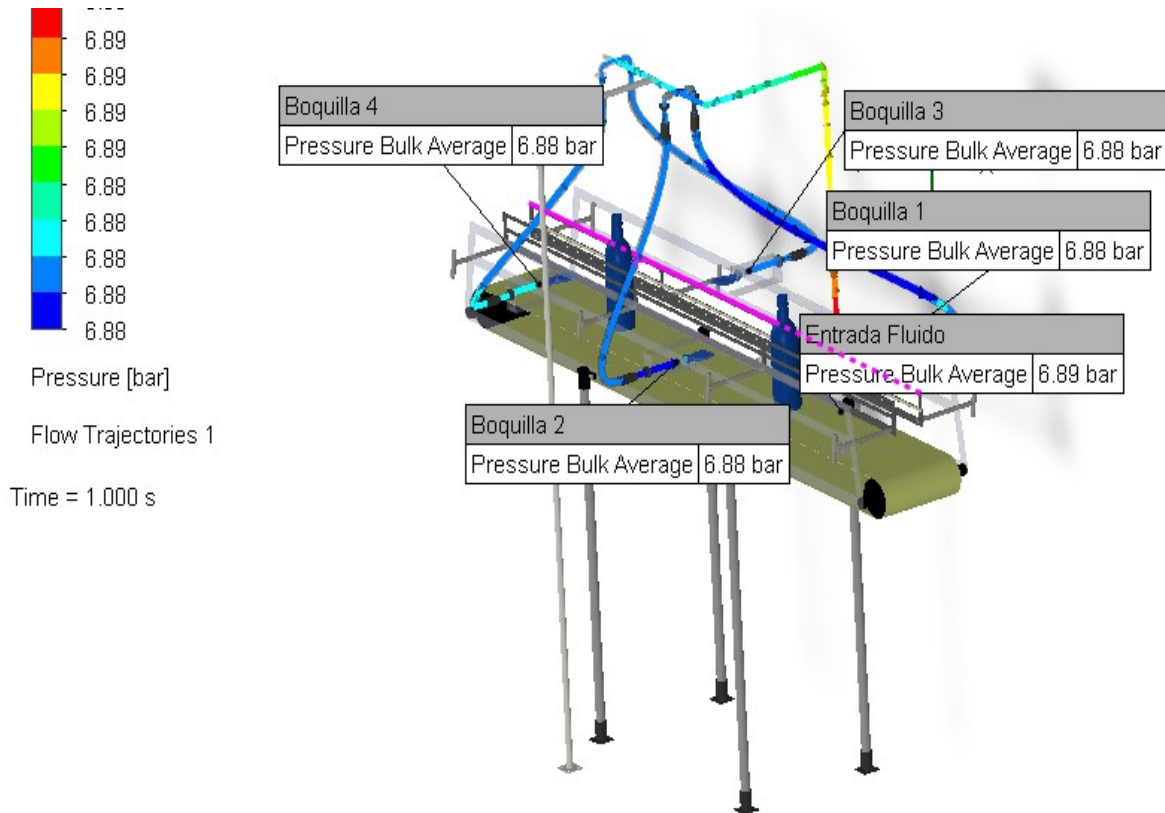 6.89
6.89
6.89
6.89
6.88
6.88
6.88
6.88
Pressure [bar]
Flow Trajectories 1
Time = 1.000 s
Boquilla 4
Pressure Bulk Average 6.88 bar
Boquilla 3
Pressure Bulk Average 6.88 bar
Boquilla 1
Pressure Bulk Average 6.88 bar
Entrada Fluido
Pressure Bulk Average 6.89 bar
Boquilla 2
Pressure Bulk Average 6.88 bar